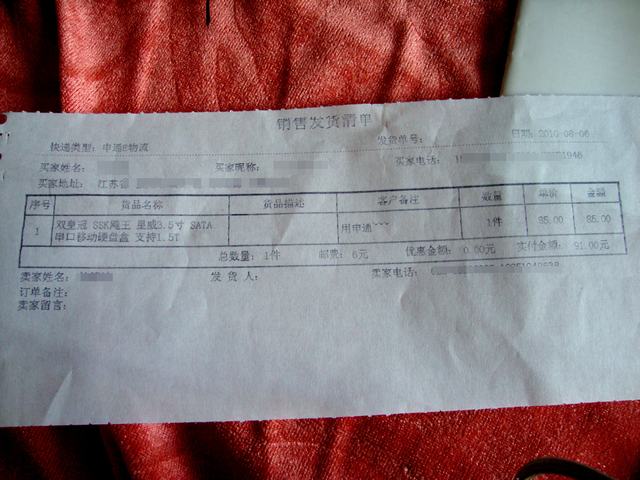 销售发货清单
快递类型：申通E物流 发货单号： 日期：2010-08-06
买家姓名： 买家昵称： 买家电话：1 1946
买家地址：江苏省
序号 货品名称 货品描述 客户备注 数量 单价 金额
1 双皇冠 SSK飚王 星威3.5寸 SATA 用申通~~~ 1件 85.00 85.00
串口移动硬盘盒 支持1.5T
总数量：1件 邮费：6元 优惠金额：0.00元 实付金额：91.00元
卖家姓名： 发 货 人： 卖家电话：
订单备注：
卖家留言：